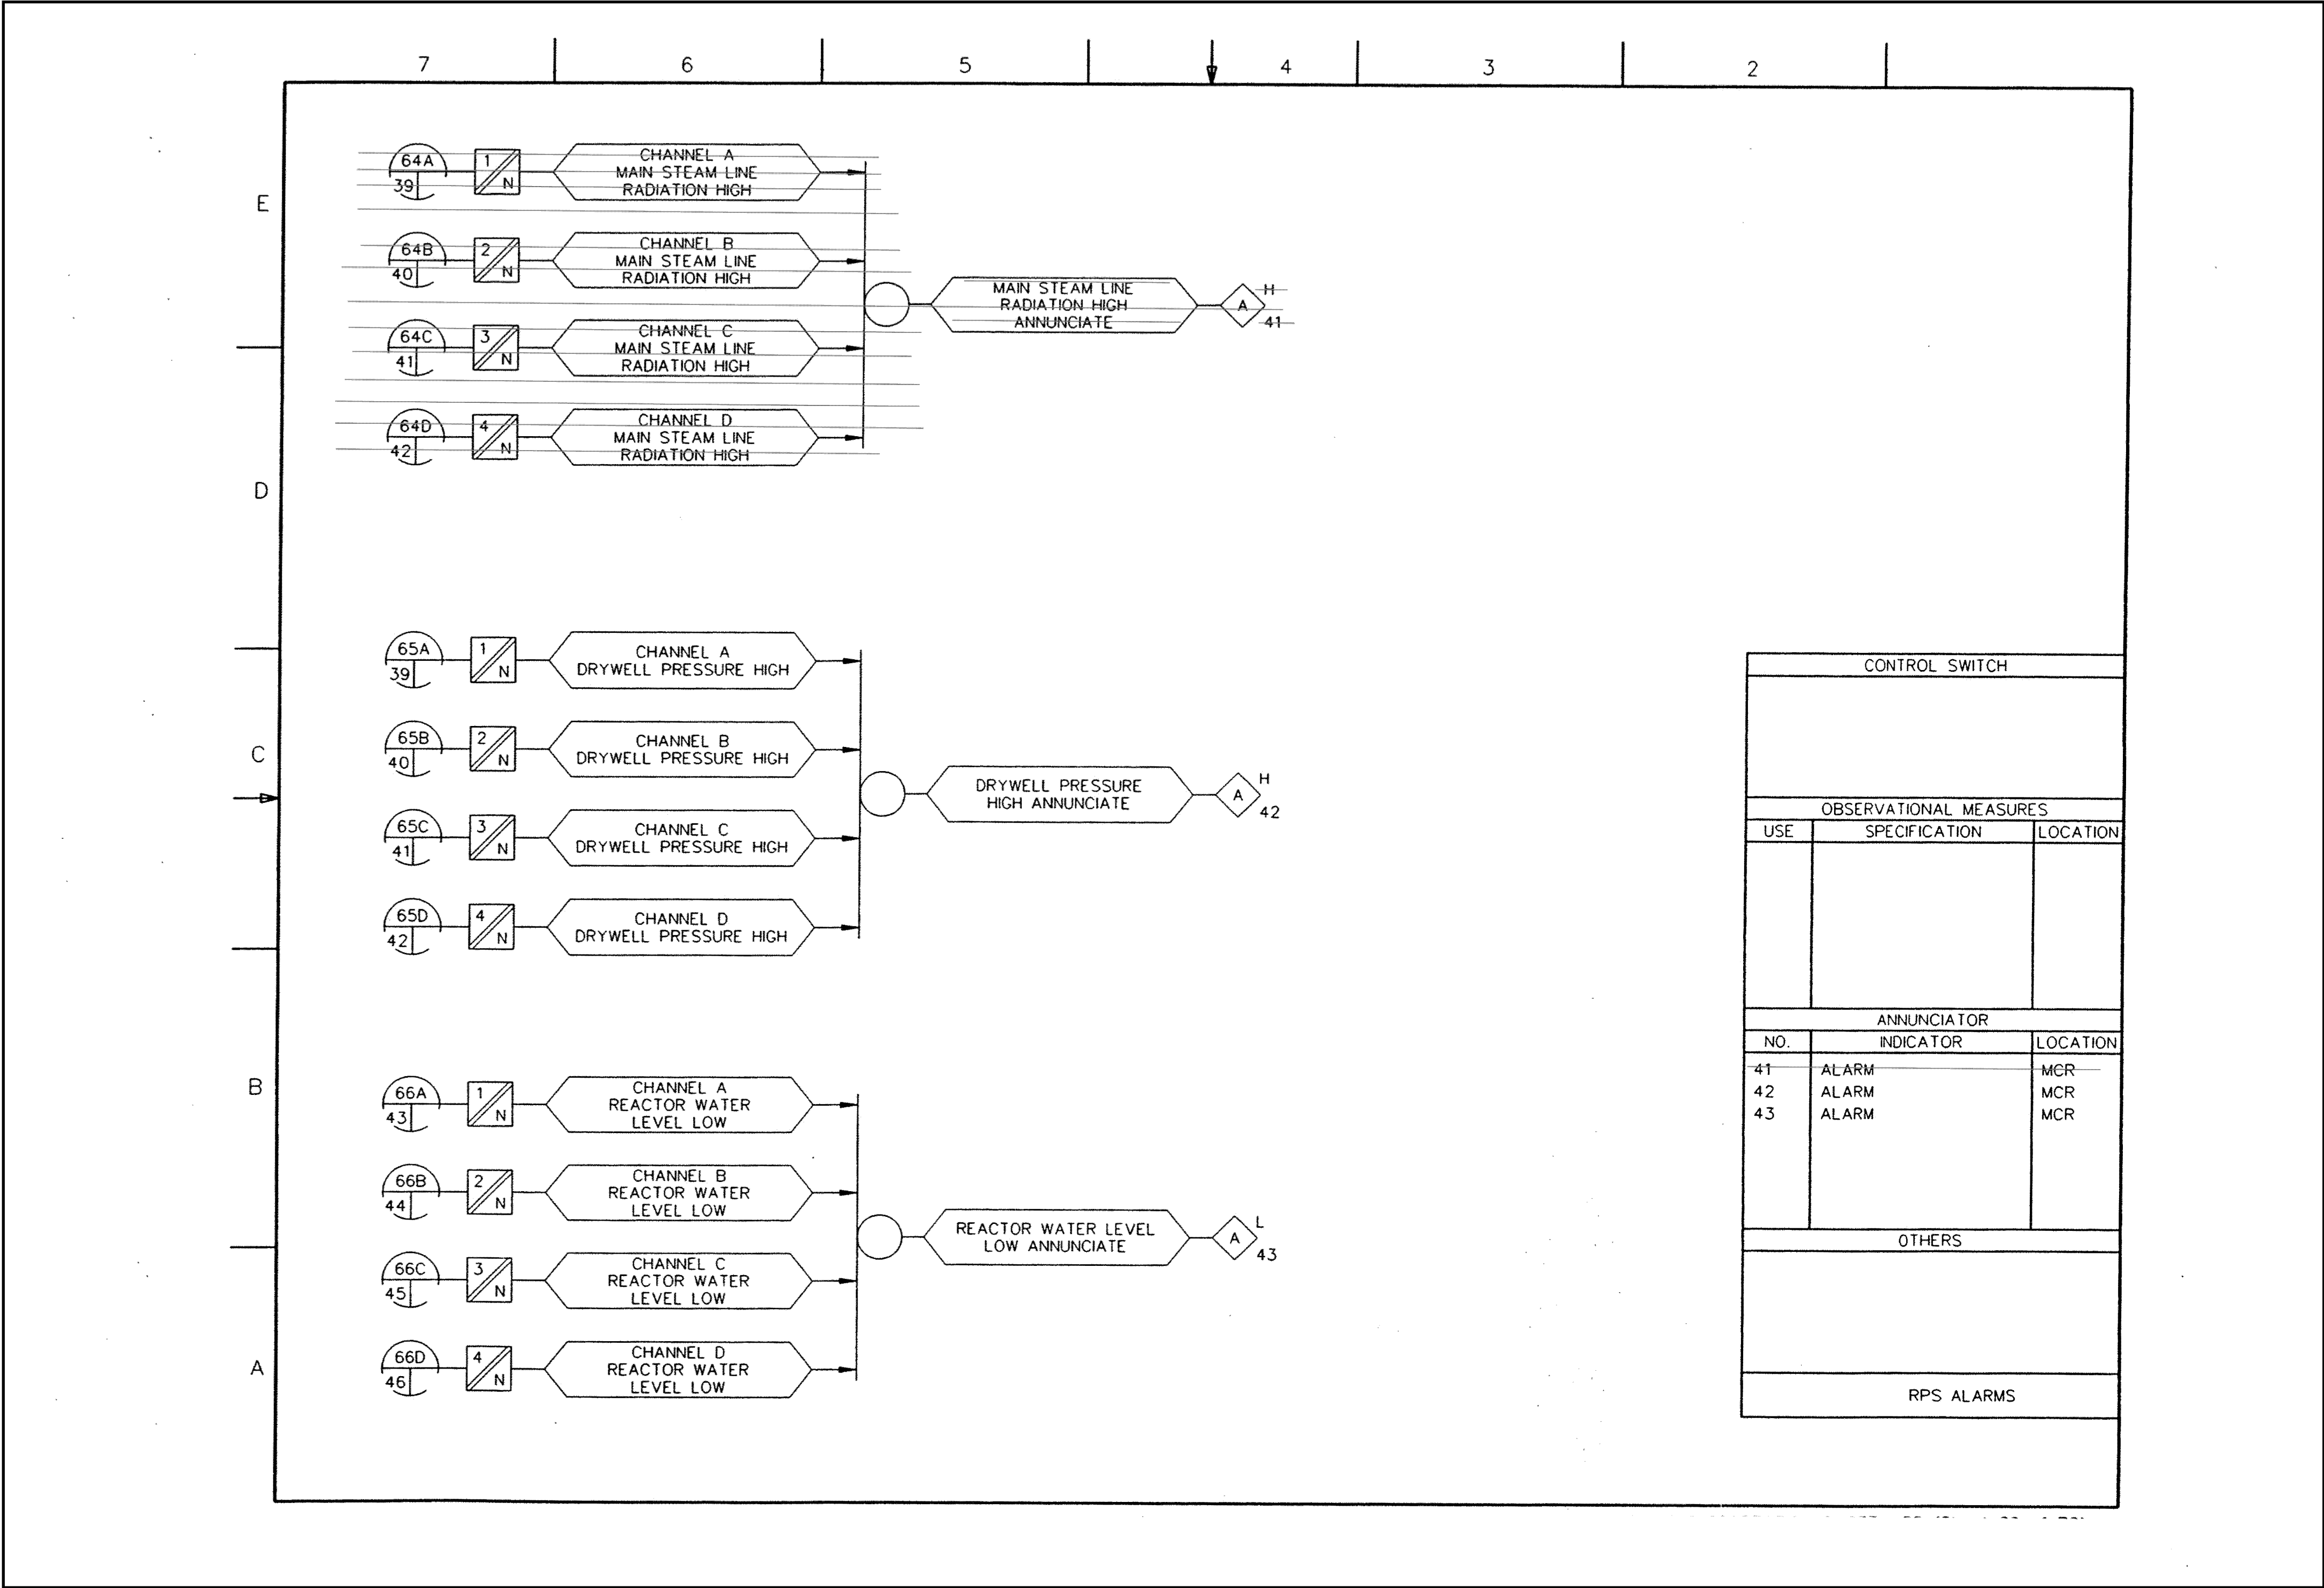 7 6 5 4 3 2
E
D
C
B
A
64A
39
1
N
CHANNEL A
MAIN STEAM LINE
RADIATION HIGH
64B
40
2
N
CHANNEL B
MAIN STEAM LINE
RADIATION HIGH
64C
41
3
N
CHANNEL C
MAIN STEAM LINE
RADIATION HIGH
64D
42
4
N
CHANNEL D
MAIN STEAM LINE
RADIATION HIGH
MAIN STEAM LINE
RADIATION HIGH
ANNUNCIATE
A
H
41
65A
39
1
N
CHANNEL A
DRYWELL PRESSURE HIGH
65B
40
2
N
CHANNEL B
DRYWELL PRESSURE HIGH
65C
41
3
N
CHANNEL C
DRYWELL PRESSURE HIGH
65D
42
4
N
CHANNEL D
DRYWELL PRESSURE HIGH
DRYWELL PRESSURE
HIGH ANNUNCIATE
A
H
42
66A
43
1
N
CHANNEL A
REACTOR WATER
LEVEL LOW
66B
44
2
N
CHANNEL B
REACTOR WATER
LEVEL LOW
66C
45
3
N
CHANNEL C
REACTOR WATER
LEVEL LOW
66D
46
4
N
CHANNEL D
REACTOR WATER
LEVEL LOW
REACTOR WATER LEVEL
LOW ANNUNCIATE
A
L
43
CONTROL SWITCH
OBSERVATIONAL MEASURES
USE SPECIFICATION LOCATION
ANNUNCIATOR
NO. INDICATOR LOCATION
41 ALARM MCR
42 ALARM MCR
43 ALARM MCR
OTHERS
RPS ALARMS